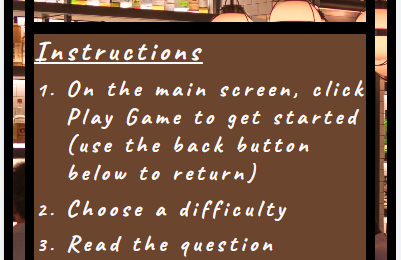 Instructions
1. On the main screen, click
Play Game to get started
(use the back button
below to return)
2. Choose a difficulty
3. Read the question